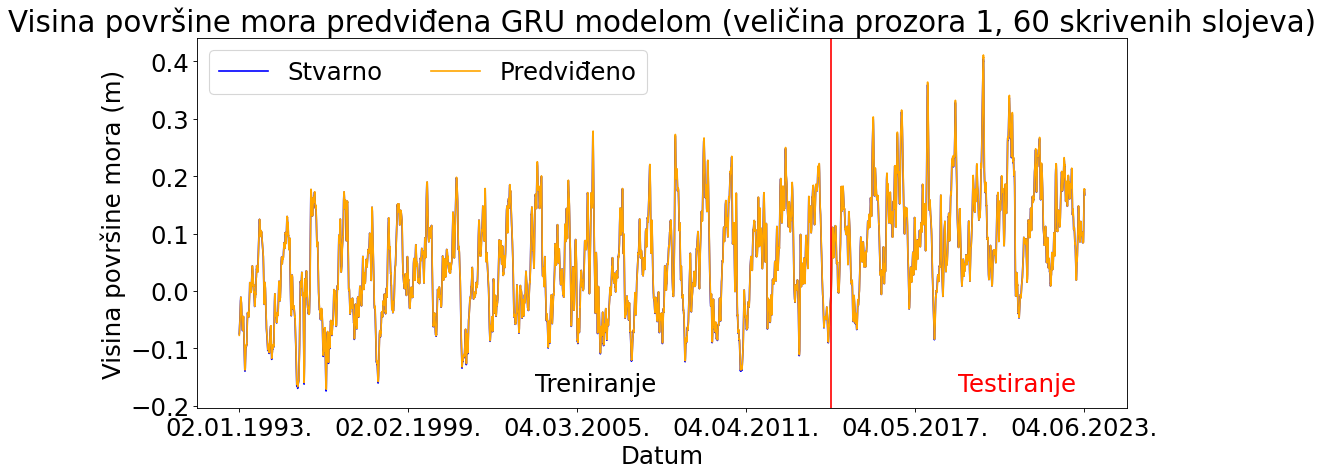 Visina površine mora predviđena GRU modelom (veličina prozora 1, 60 skrivenih slojeva)
Stvarno
Predviđeno
Visina površine mora (m)
0.4
0.3
0.2
0.1
0.0
−0.1
−0.2
Treniranje
Testiranje
02.01.1993.
02.02.1999.
04.03.2005.
04.04.2011.
04.05.2017.
04.06.2023.
Datum